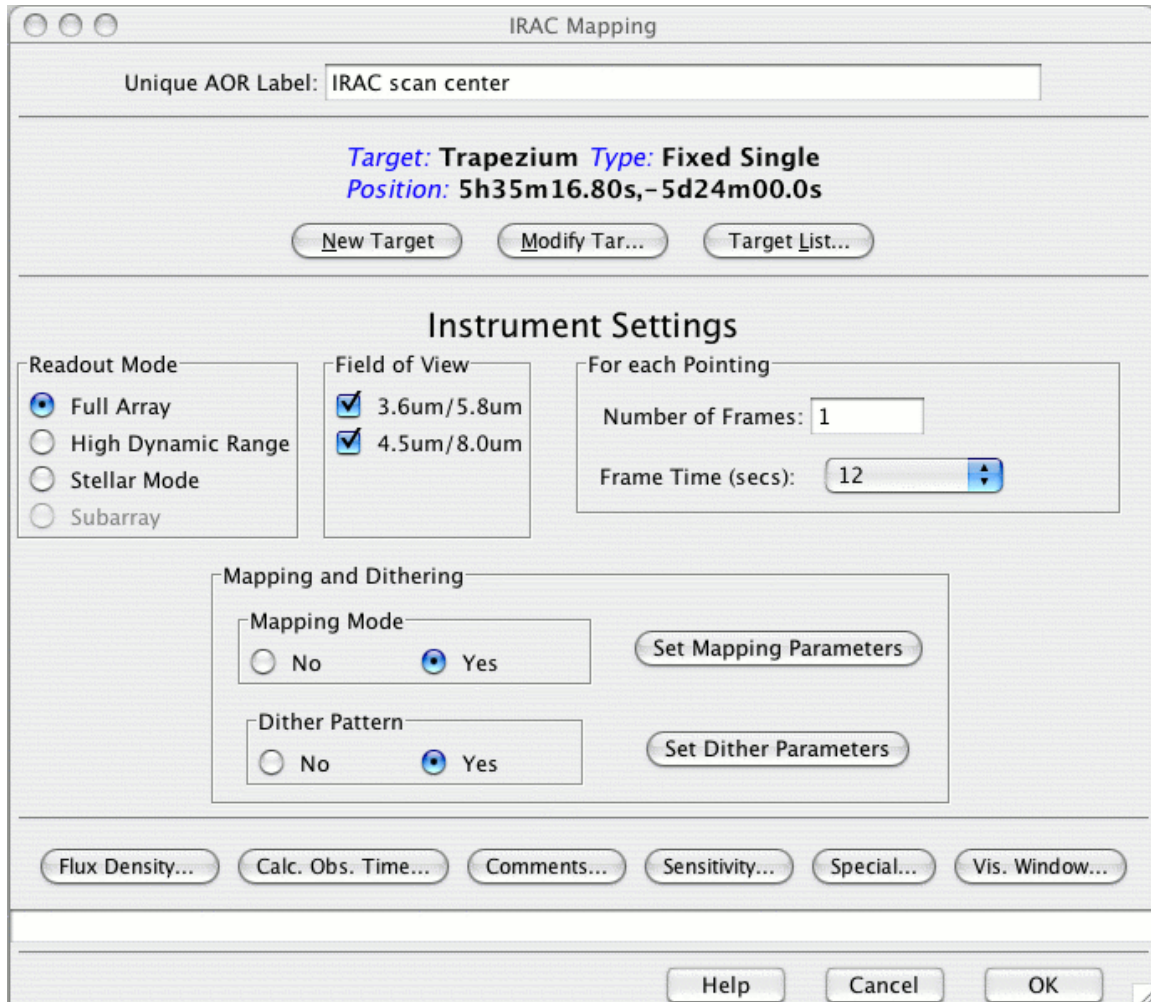 IRAC Mapping
Unique AOR Label: IRAC scan center
Target: Trapezium Type: Fixed Single
Position: 5h35m16.80s,-5d24m00.0s
New Target Modify Tar... Target List...
Instrument Settings
Readout Mode
Full Array
High Dynamic Range
Stellar Mode
Subarray
Field of View
3.6um/5.8um
4.5um/8.0um
For each Pointing
Number of Frames: 1
Frame Time (secs): 12
Mapping and Dithering
Mapping Mode
No Yes
Set Mapping Parameters
Dither Pattern
No Yes
Set Dither Parameters
Flux Density... Calc. Obs. Time... Comments... Sensitivity... Special... Vis. Window...
Help Cancel OK